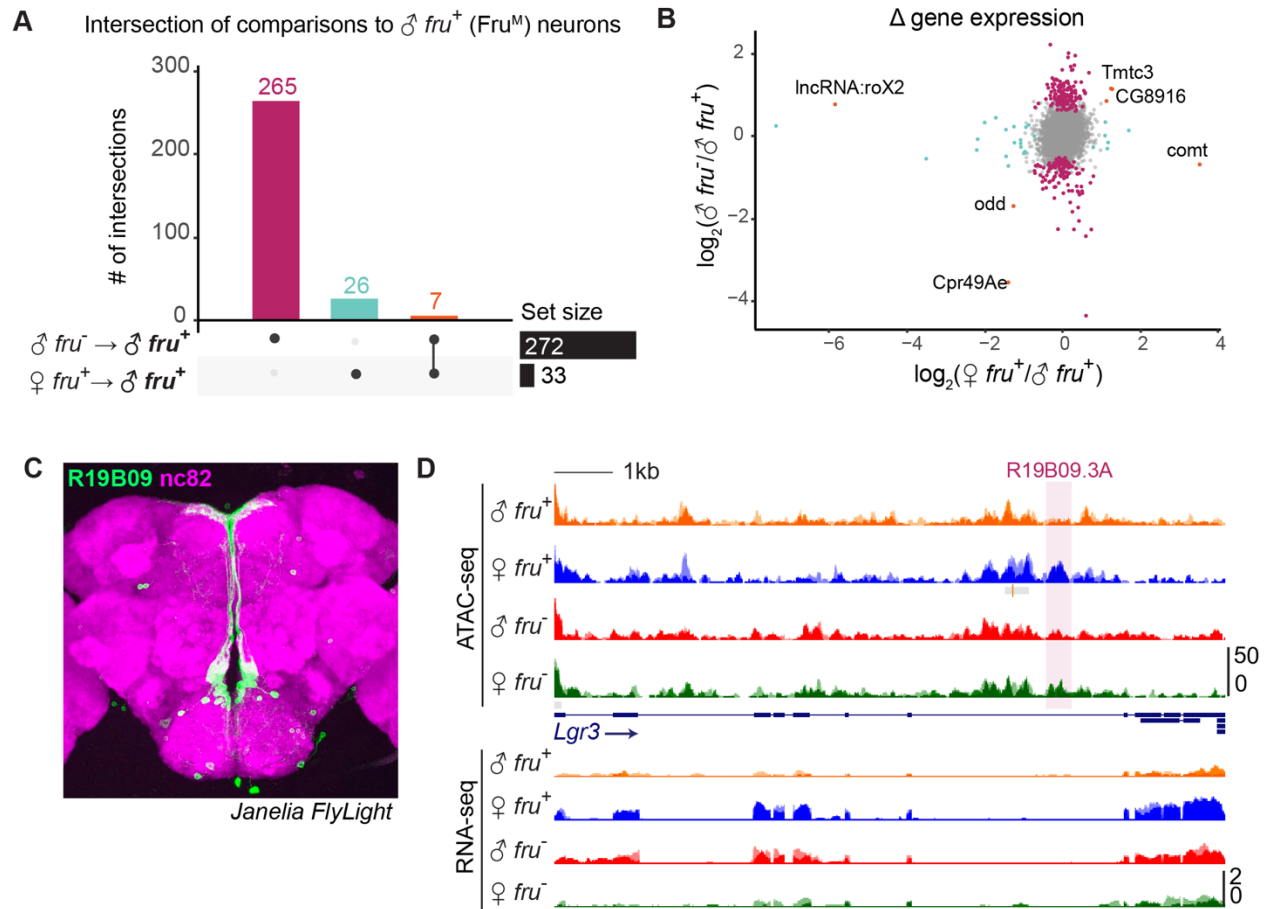 A
Intersection of comparisons to ♂ fru⁺ (Fruᴹ) neurons
# of intersections
300
200
100
0
265
26
7
Set size
♂ fru⁻ → ♂ fru⁺
272
♀ fru⁺→ ♂ fru⁺
33
B
Δ gene expression
log₂(♂ fru⁻/♂ fru⁺)
2
0
−2
−4
lncRNA:roX2
Tmtc3
CG8916
comt
odd
Cpr49Ae
−6
−4
−2
0
2
4
log₂(♀ fru⁺/♂ fru⁺)
C
R19B09 nc82
Janelia FlyLight
D
1kb
R19B09.3A
ATAC-seq
♂ fru⁺
♀ fru⁺
♂ fru⁻
♀ fru⁻
50
0
Lgr3
RNA-seq
♂ fru⁺
♀ fru⁺
♂ fru⁻
♀ fru⁻
2
0